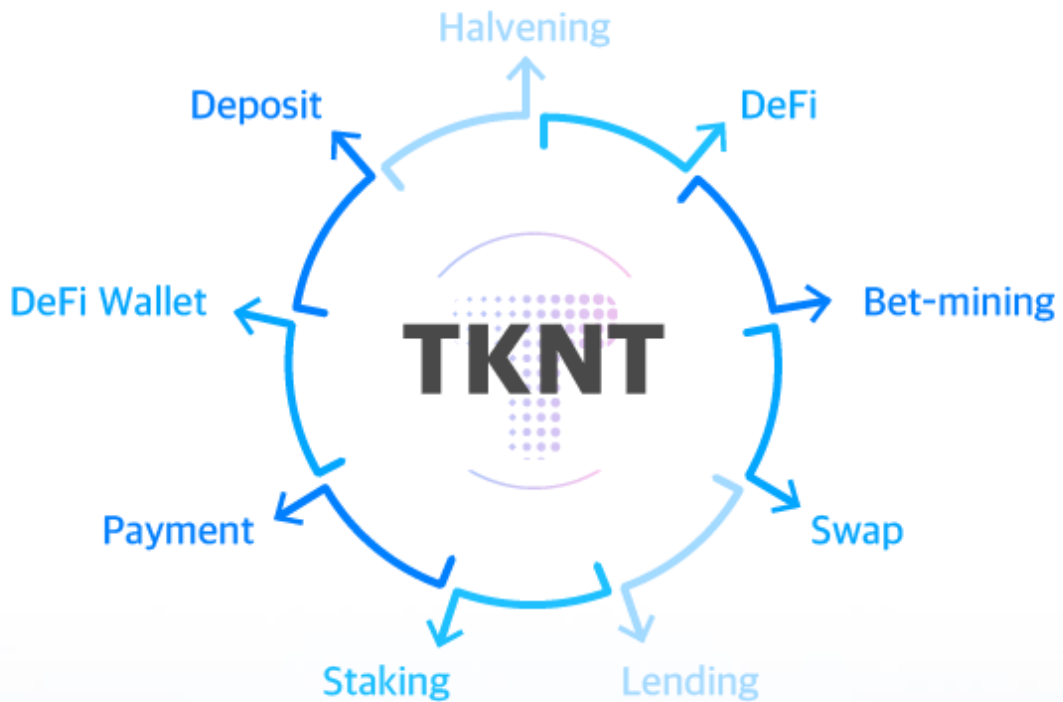 Halvening
Deposit
DeFi
DeFi Wallet
TKNT
Bet-mining
Payment
Swap
Staking
Lending